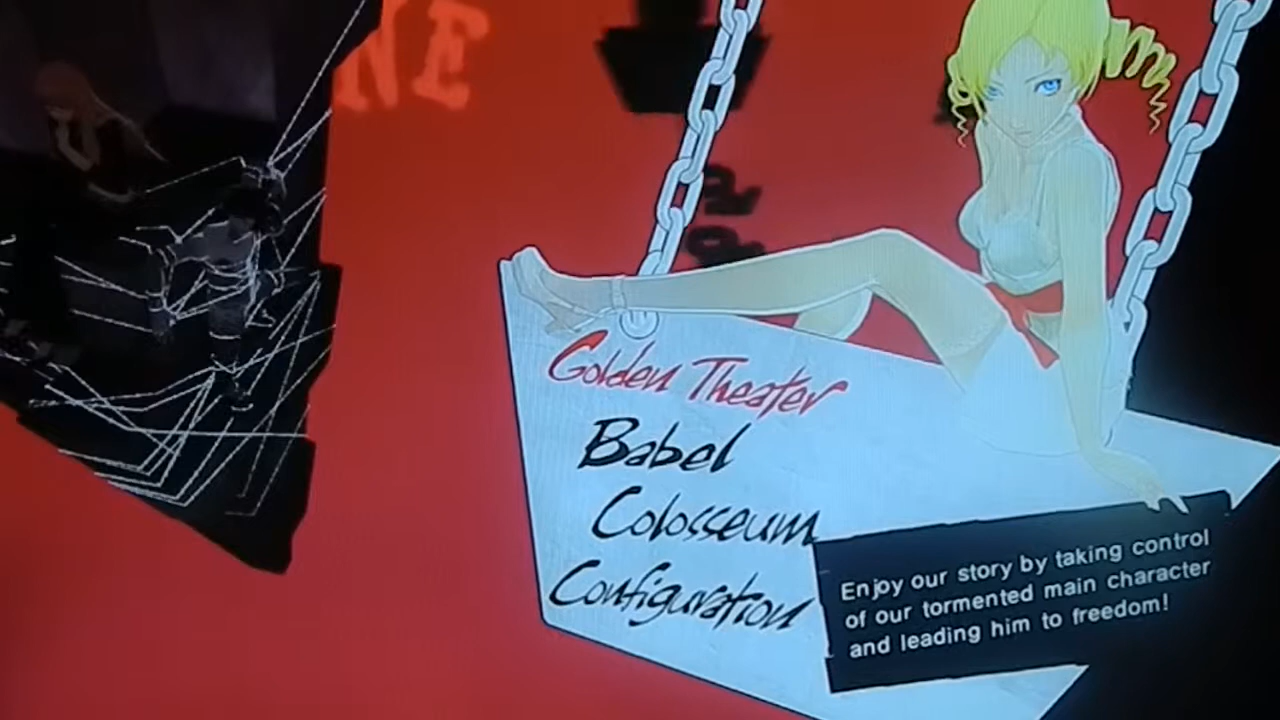 NE
Golden Theater
Babel
Colosseum
Configuration
Enjoy our story by taking control
of our tormented main character
and leading him to freedom!